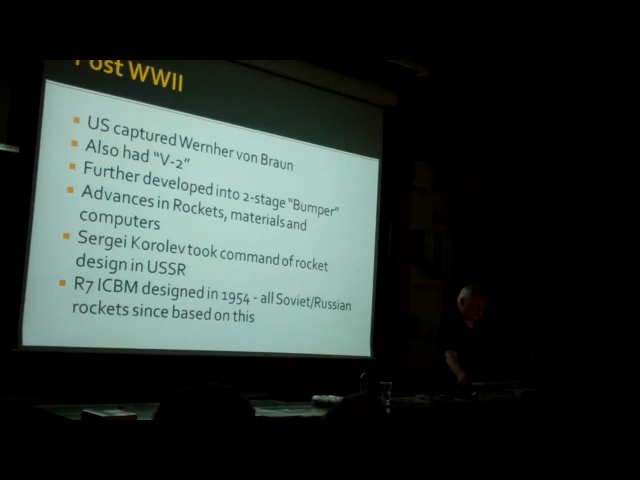 Post WWII
US captured Wernher von Braun
Also had "V-2"
Further developed into 2-stage "Bumper"
Advances in Rockets, materials and
computers
Sergei Korolev took command of rocket
design in USSR
R7 ICBM designed in 1954 - all Soviet/Russian
rockets since based on this